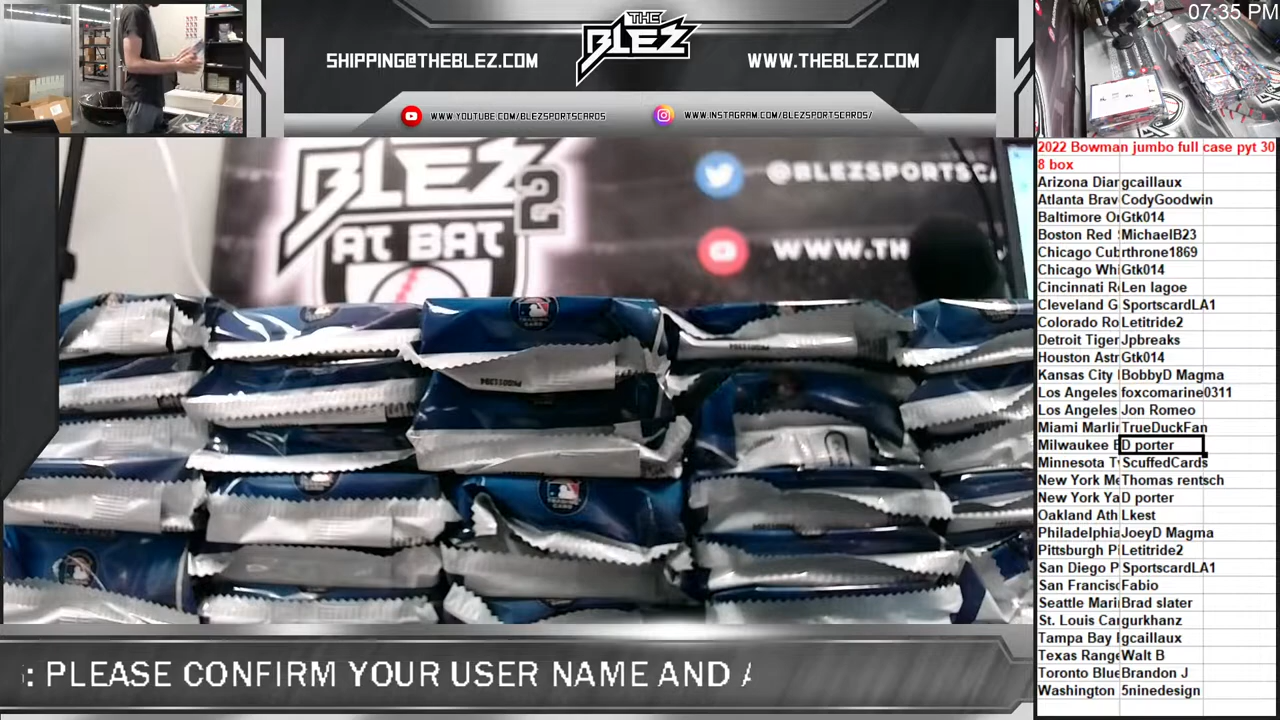 07:35 PM
THE
BLEZ
SHIPPING@THEBLEZ.COM
WWW.THEBLEZ.COM
WWW.YOUTUBE.COM/BLEZSPORTSCARDS
WWW.INSTAGRAM.COM/BLEZSPORTSCARDS/
BLEZ
2
AT BAT
@BLEZSPORTSCA
WWW.TH
2022 Bowman jumbo full case pyt 30
8 box
Arizona Diar gcaillaux
Atlanta Brav CodyGoodwin
Baltimore Or Gtk014
Boston Red MichaelB23
Chicago Cub rthrone1869
Chicago Whi Gtk014
Cincinnati Re Len lagoe
Cleveland G SportscardLA1
Colorado Ro Letitride2
Detroit Tiger Jpbreaks
Houston Astr Gtk014
Kansas City BobbyD Magma
Los Angeles foxcomarine0311
Los Angeles Jon Romeo
Miami Marlin TrueDuckFan
Milwaukee B D porter
Minnesota Tw ScuffedCards
New York Me Thomas rentsch
New York Ya D porter
Oakland Ath Lkest
Philadelphia JoeyD Magma
Pittsburgh P Letitride2
San Diego P SportscardLA1
San Francisc Fabio
Seattle Mari Brad slater
St. Louis Car gurkhanz
Tampa Bay gcaillaux
Texas Range Walt B
Toronto Blue Brandon J
Washington 5ninedesign
: PLEASE CONFIRM YOUR USER NAME AND A